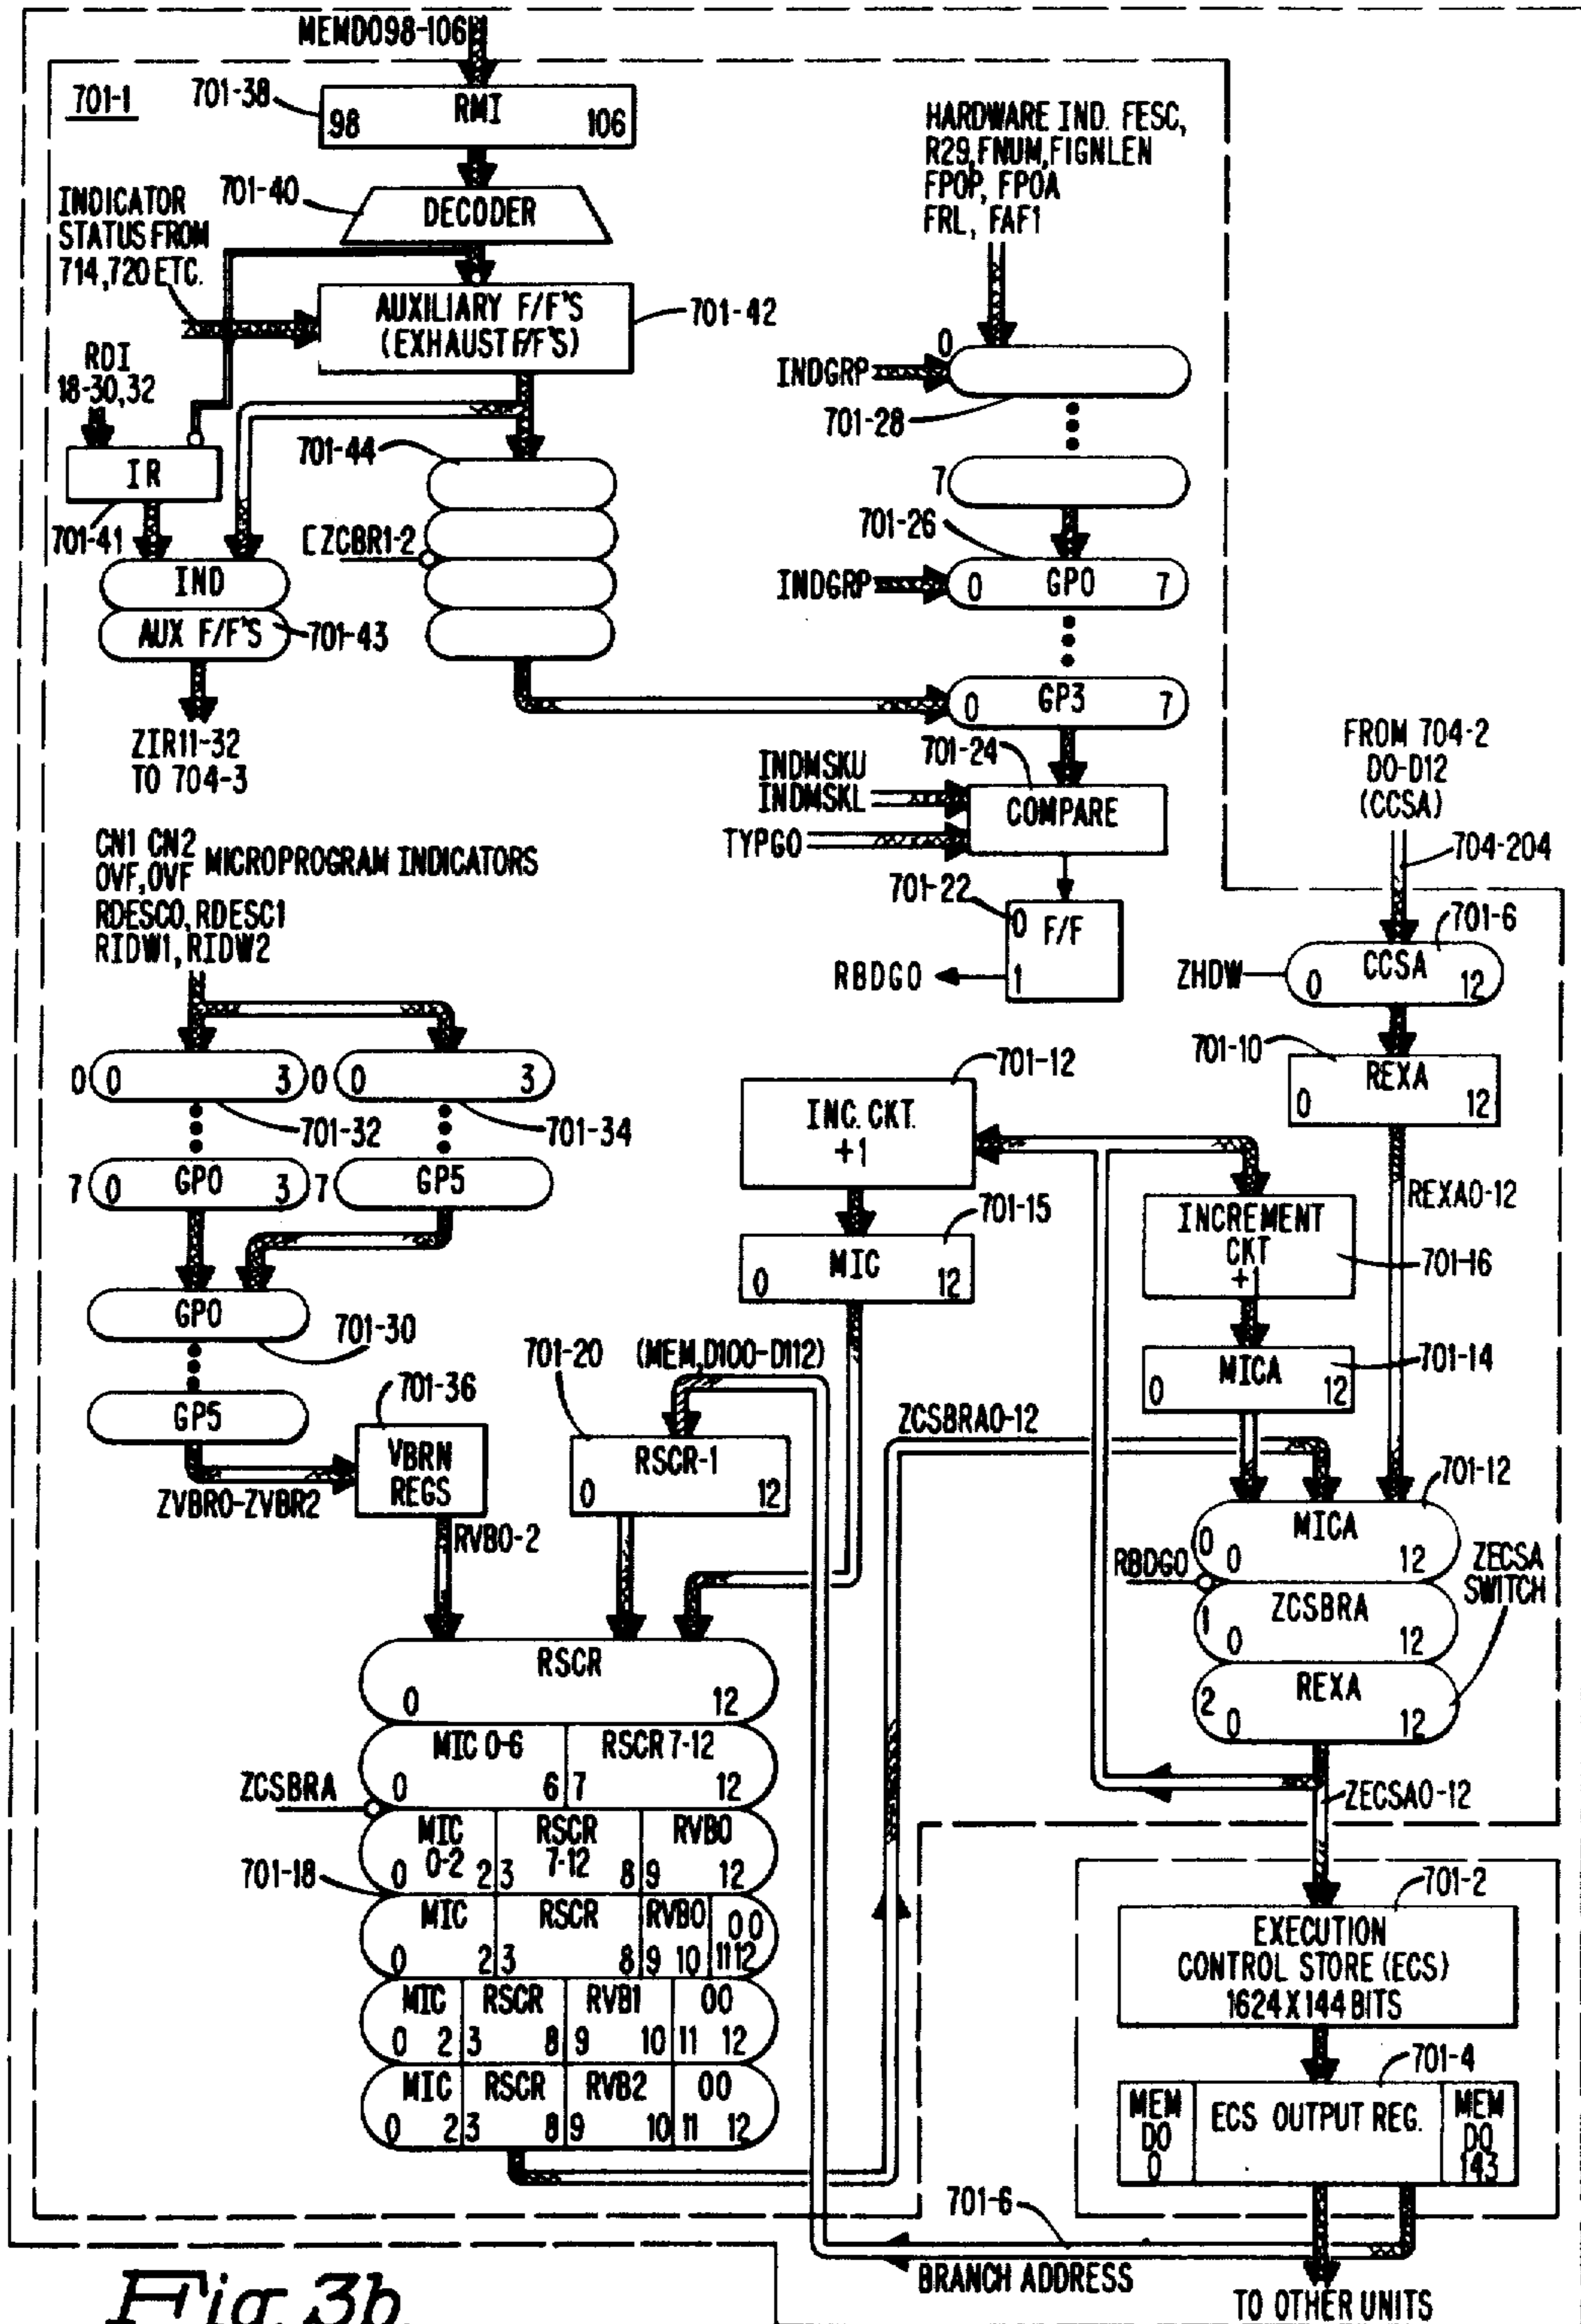 MEMDO98-106
701-1
701-38
RMI
98 106
701-40
DECODER
INDICATOR
STATUS FROM
714,720 ETC.
AUXILIARY F/F'S
(EXHAUST F/F'S)
701-42
HARDWARE IND. FESC,
R29, FNUM, FIGNLEN
FPOP, FPOA
FRL, FAF1
RDI
18-30,32
IR
701-41
701-44
[ZCBR1-2
IND
AUX F/F'S
701-43
ZIR11-32
TO 704-3
INDGRP
0
701-28
7
701-26
INDGRP
0 GP0 7
0 GP3 7
701-24
INDMSKU
INDMSKL
TYPGO
COMPARE
701-22
0 F/F
1
RBDGO
FROM 704-2
DO-D12
(CCSA)
704-204
701-6
ZHDW
CCSA
0 12
701-10
REXA
0 12
REXA0-12
CN1 CN2
OVF, OVF MICROPROGRAM INDICATORS
RDESC0, RDESC1
RIDW1, RIDW2
0 0 3 0 0 3
701-32
701-34
7 0 GP0 3 7 GP5
GP0
701-30
GP5
ZVBR0-ZVBR2
701-36
VBRN
REGS
RVB0-2
701-12
INC. CKT.
+1
701-15
MIC
0 12
INCREMENT
CKT
+1
701-16
MICA
0 12
701-14
701-20
(MEM,D100-D112)
RSCR-1
0 12
ZCSBRA0-12
701-12
0 MICA
0 12
RBDGO
1 ZCSBRA
0 12
ZECSA
SWITCH
2 REXA
0 12
ZECSA0-12
RSCR
0 12
MIC 0-6 RSCR 7-12
0 6 7 12
ZCSBRA
MIC 0-2 RSCR 7-12 RVB0
0 2 3 8 9 12
701-18
MIC RSCR RVB0 00
0 2 3 8 9 10 11 12
MIC RSCR RVB1 00
0 2 3 8 9 10 11 12
MIC RSCR RVB2 00
0 2 3 8 9 10 11 12
701-2
EXECUTION
CONTROL STORE (ECS)
1624 X 144 BITS
701-4
MEM DO 0
ECS OUTPUT REG.
MEM DO 143
701-6
BRANCH ADDRESS
TO OTHER UNITS
Fig. 3b.